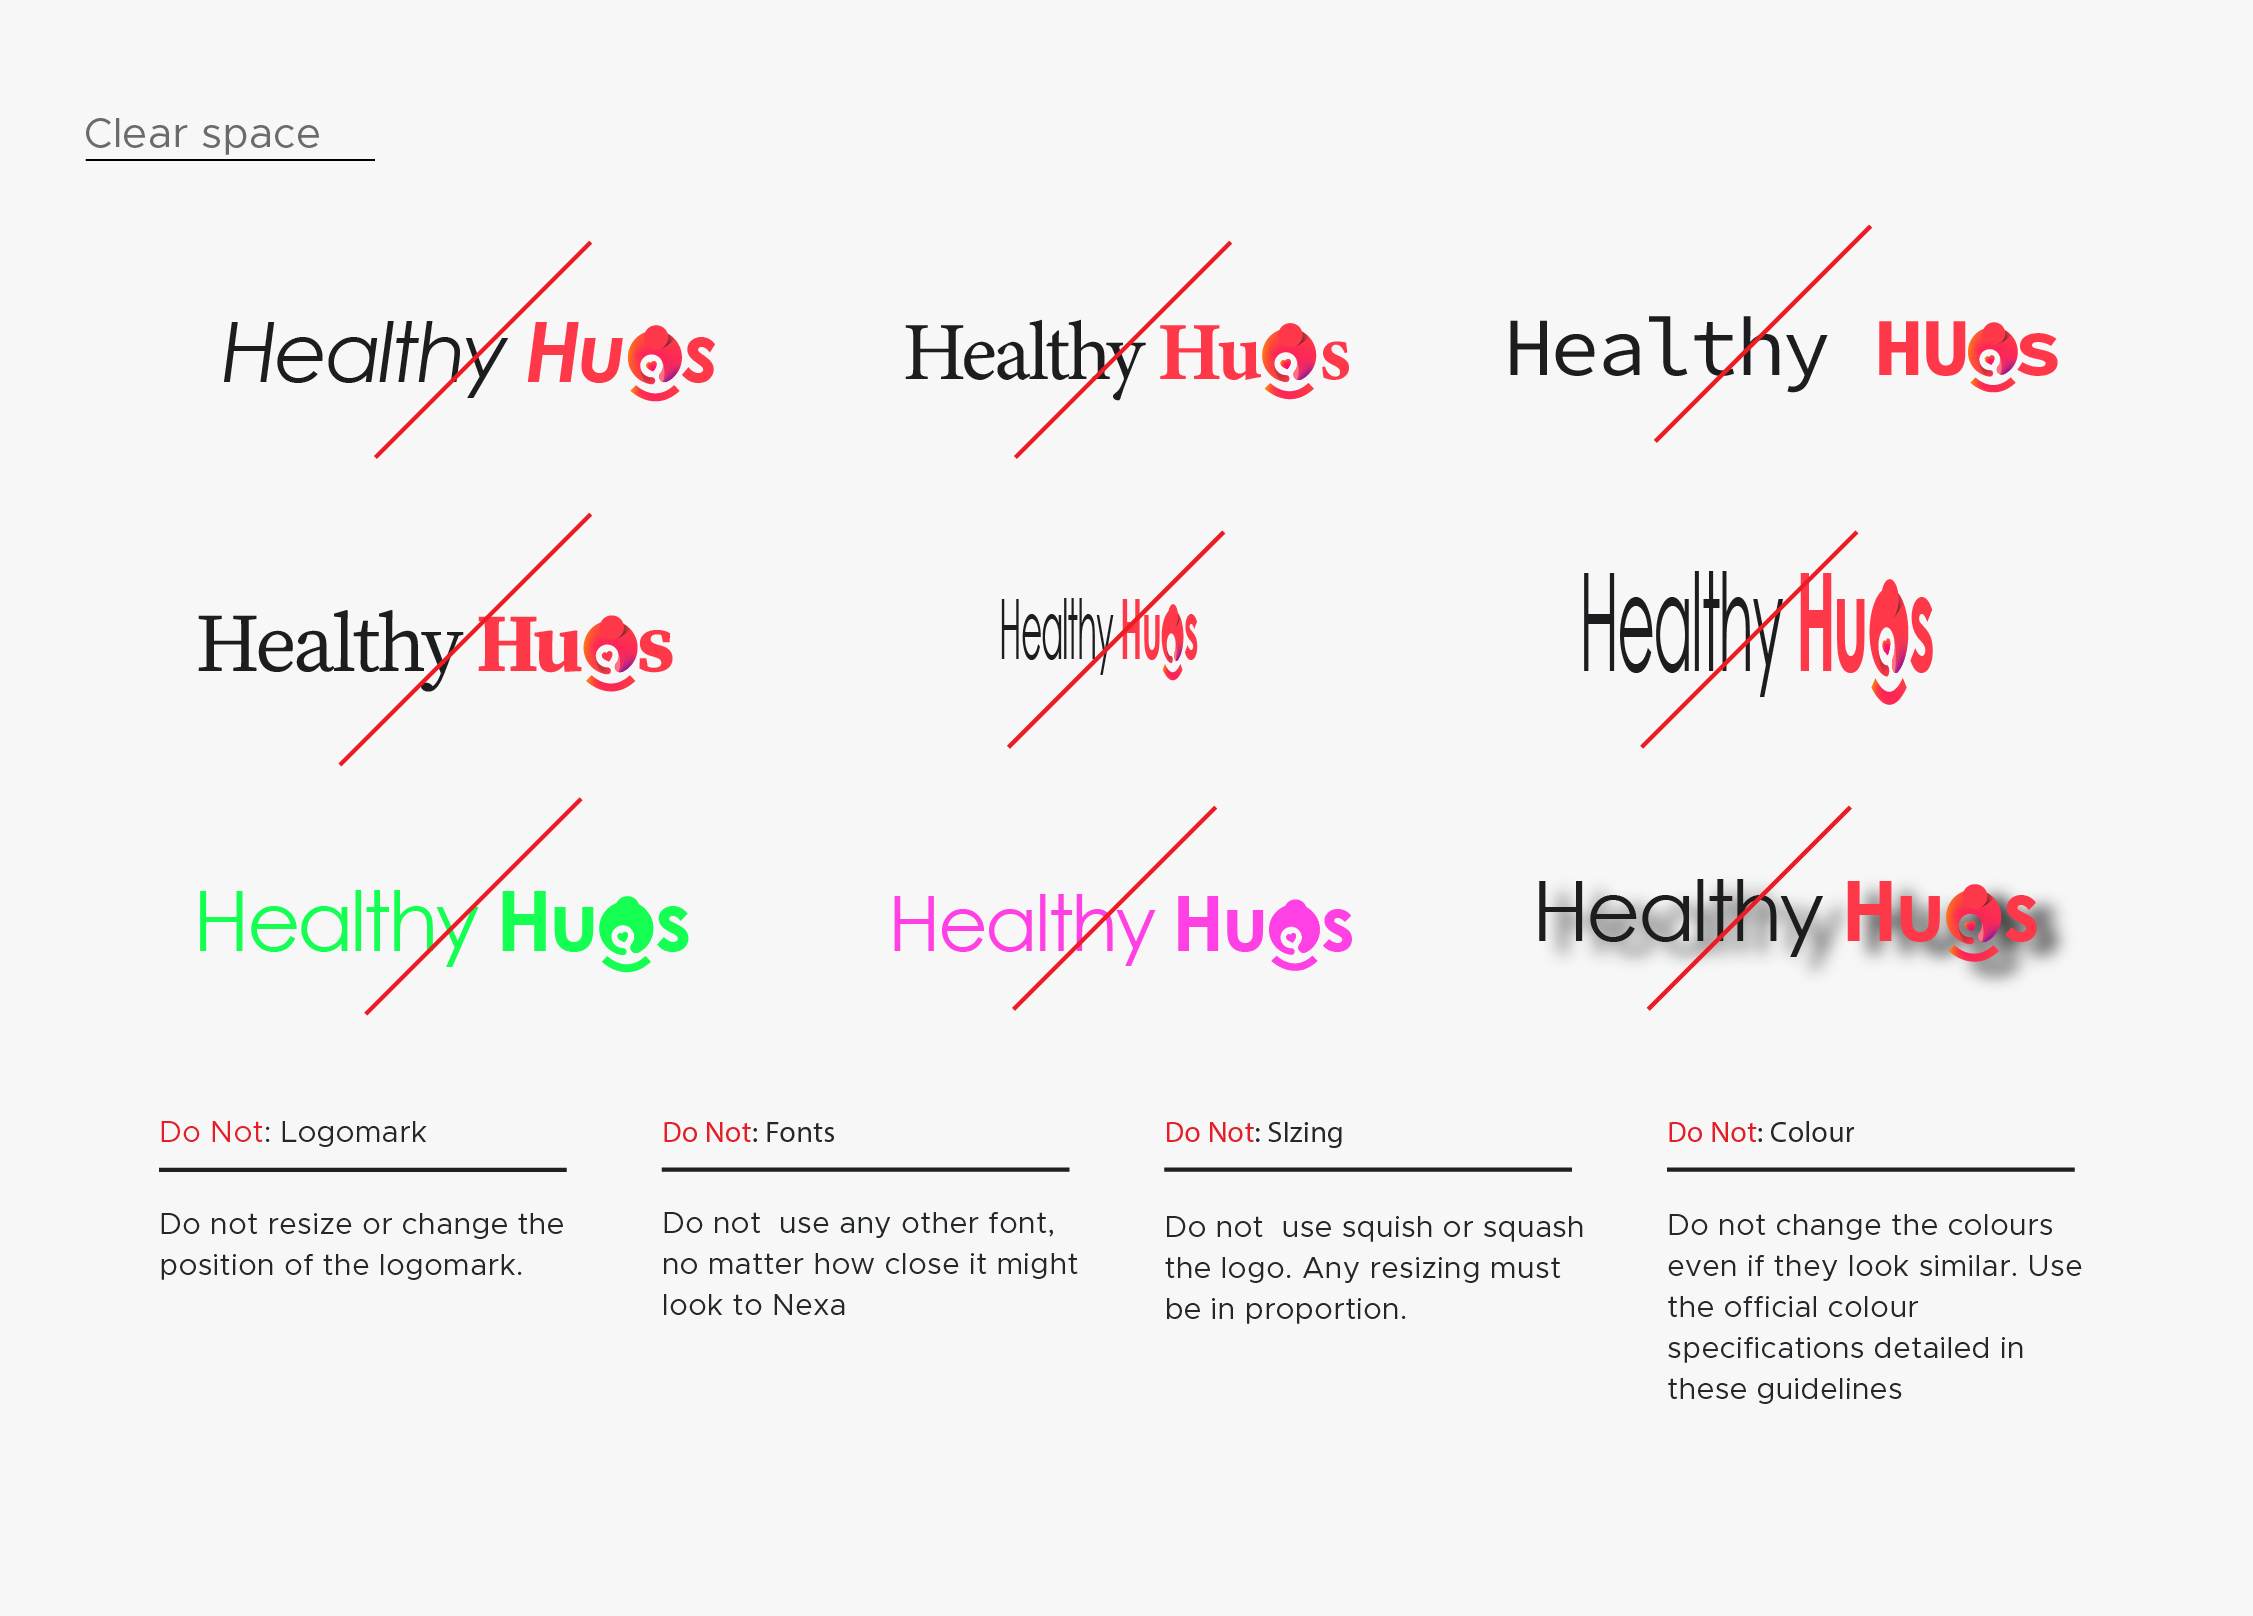 Clear space
Healthy Hugs
Healthy Hugs
Healthy HUgs
Healthy Hugs
Healthy Hugs
Healthy Hugs
Healthy Hugs
Healthy Hugs
Healthy Hugs
Do Not: Logomark
Do not resize or change the
position of the logomark.
Do Not: Fonts
Do not  use any other font,
no matter how close it might
look to Nexa
Do Not: SIzing
Do not  use squish or squash
the logo. Any resizing must
be in proportion.
Do Not: Colour
Do not change the colours
even if they look similar. Use
the official colour
specifications detailed in
these guidelines